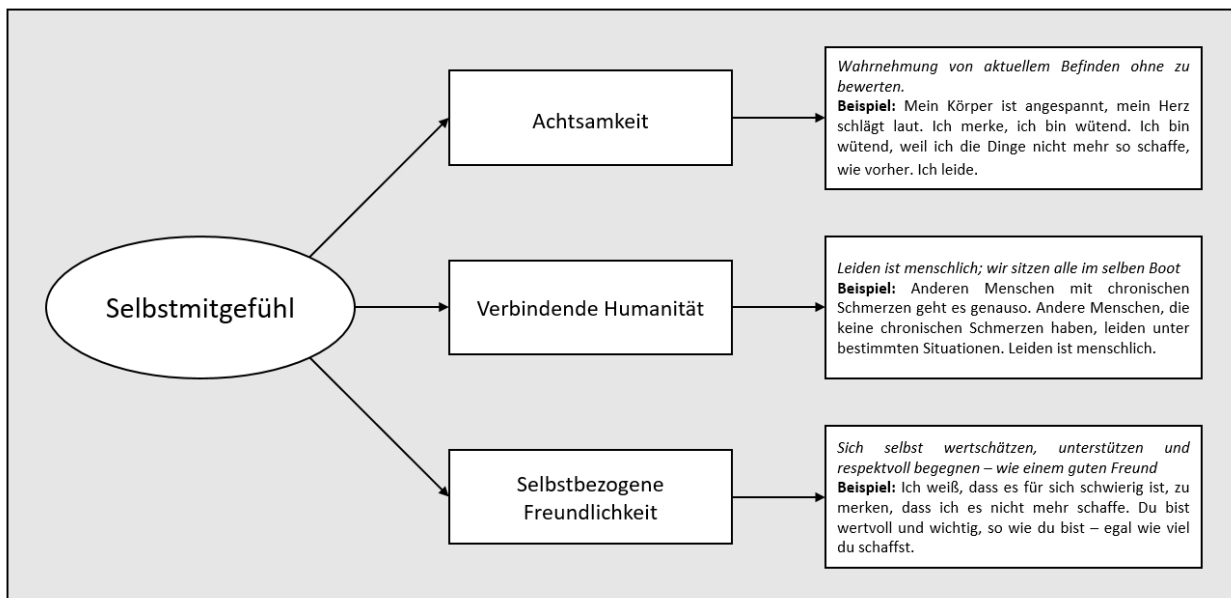 Selbstmitgefühl
Achtsamkeit
Wahrnehmung von aktuellem Befinden ohne zu
bewerten.
Beispiel: Mein Körper ist angespannt, mein Herz
schlägt laut. Ich merke, ich bin wütend. Ich bin
wütend, weil ich die Dinge nicht mehr so schaffe,
wie vorher. Ich leide.
Verbindende Humanität
Leiden ist menschlich; wir sitzen alle im selben Boot
Beispiel: Anderen Menschen mit chronischen
Schmerzen geht es genauso. Andere Menschen, die
keine chronischen Schmerzen haben, leiden unter
bestimmten Situationen. Leiden ist menschlich.
Selbstbezogene
Freundlichkeit
Sich selbst wertschätzen, unterstützen und
respektvoll begegnen – wie einem guten Freund
Beispiel: Ich weiß, dass es für sich schwierig ist, zu
merken, dass ich es nicht mehr schaffe. Du bist
wertvoll und wichtig, so wie du bist – egal wie viel
du schaffst.